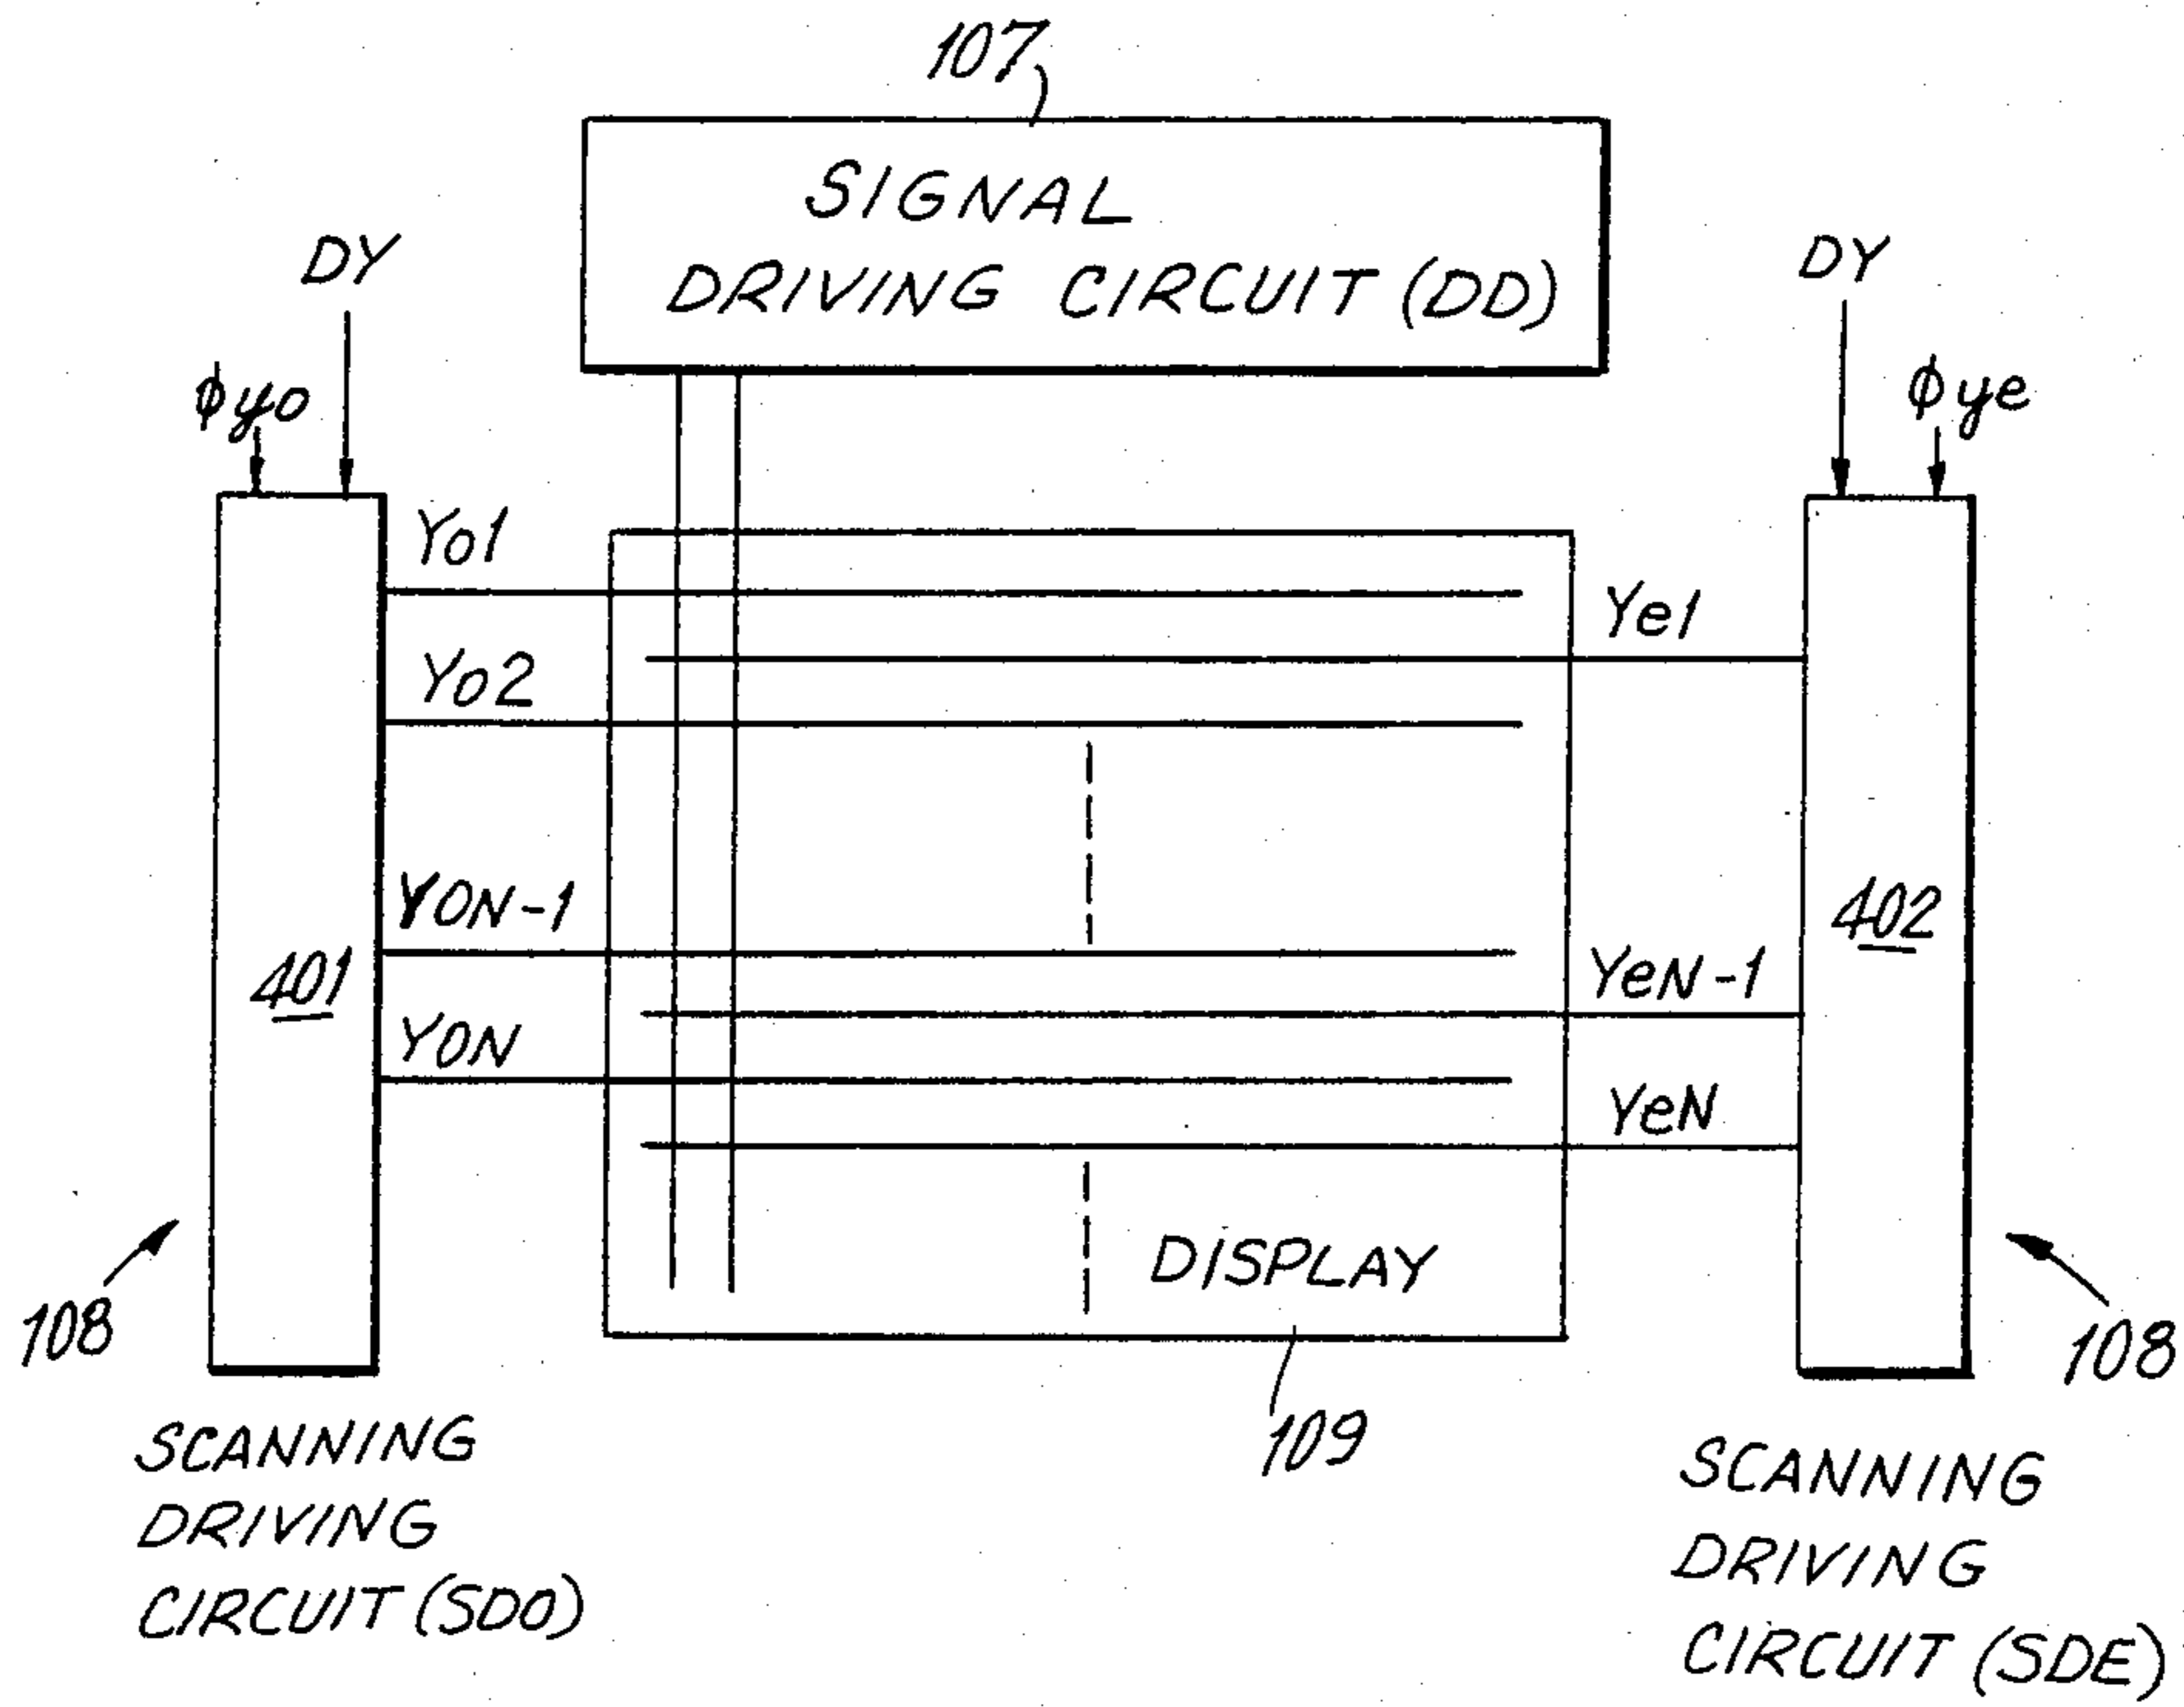 107
SIGNAL
DRIVING CIRCUIT (DD)
DY
DY
φyo
φye
Yo1
Ye1
Yo2
YON-1
402
YeN-1
401
YON
YeN
DISPLAY
108
108
109
SCANNING
DRIVING
CIRCUIT (SDO)
SCANNING
DRIVING
CIRCUIT (SDE)